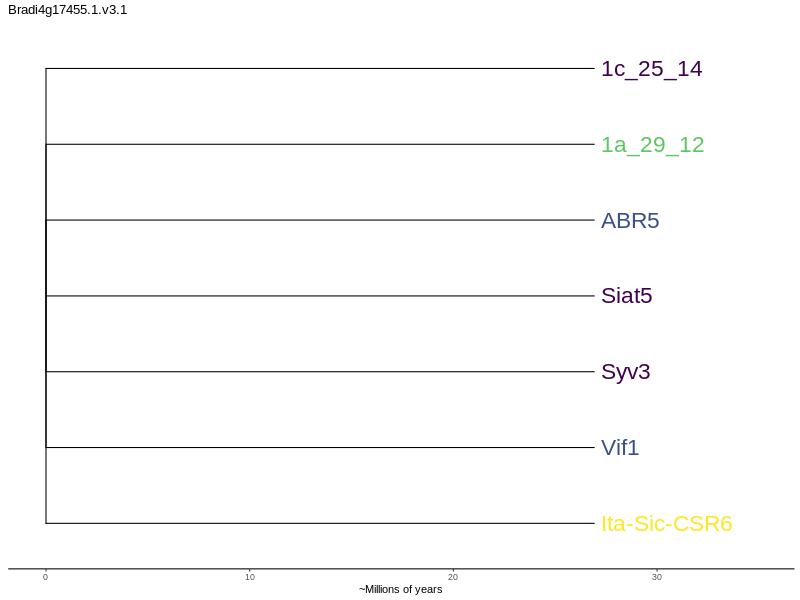 Bradi4g17455.1.v3.1
1c_25_14
1a_29_12
ABR5
Siat5
Syv3
Vif1
Ita-Sic-CSR6
0 10 20 30
~Millions of years